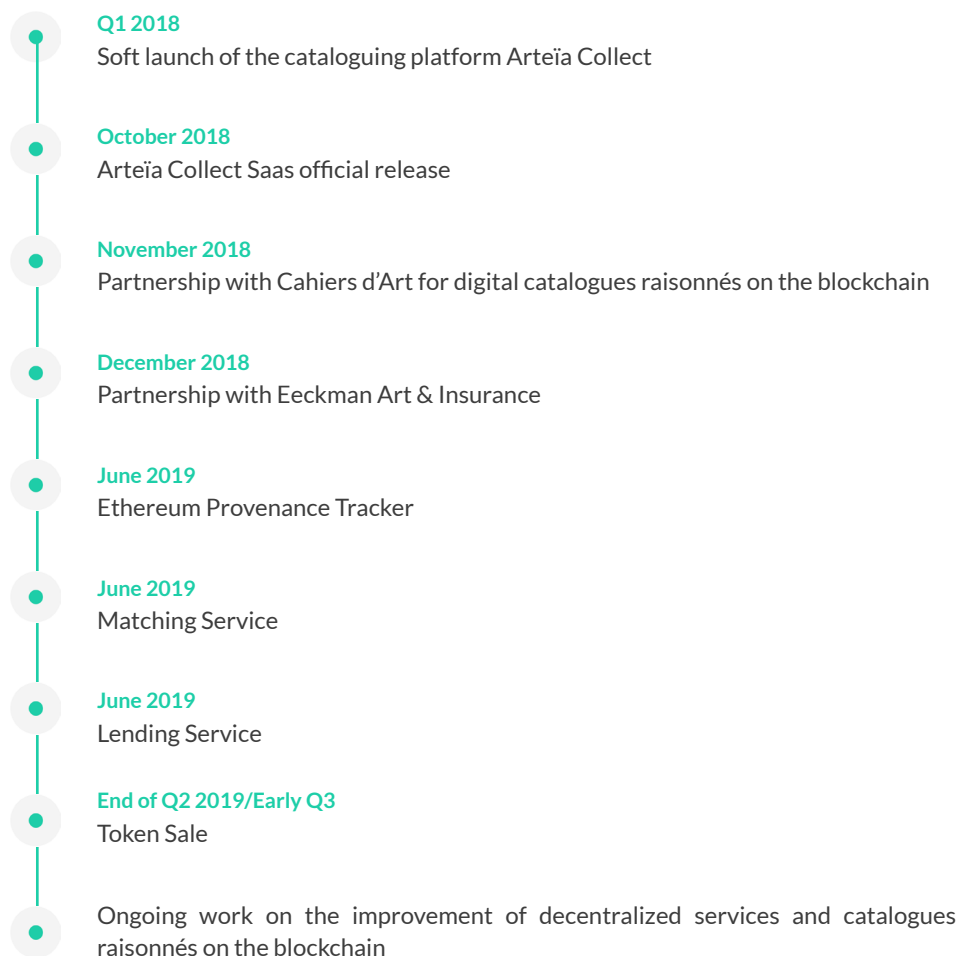 Q1 2018
Soft launch of the cataloguing platform Arteïa Collect
October 2018
Arteïa Collect Saas official release
November 2018
Partnership with Cahiers d’Art for digital catalogues raisonnés on the blockchain
December 2018
Partnership with Eeckman Art & Insurance
June 2019
Ethereum Provenance Tracker
June 2019
Matching Service
June 2019
Lending Service
End of Q2 2019/Early Q3
Token Sale
Ongoing work on the improvement of decentralized services and catalogues
raisonnés on the blockchain